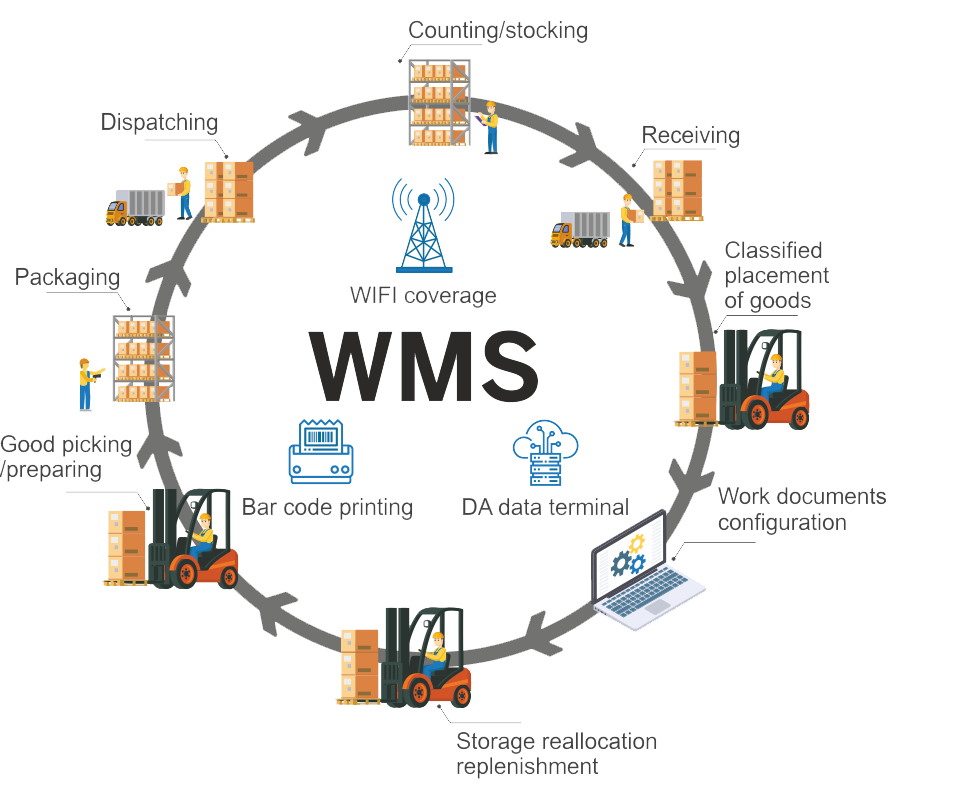 Counting/stocking
Dispatching
Receiving
Classified
placement
of goods
Packaging
WIFI coverage
WMS
Good picking
/preparing
Bar code printing
DA data terminal
Work documents
configuration
Storage reallocation
replenishment